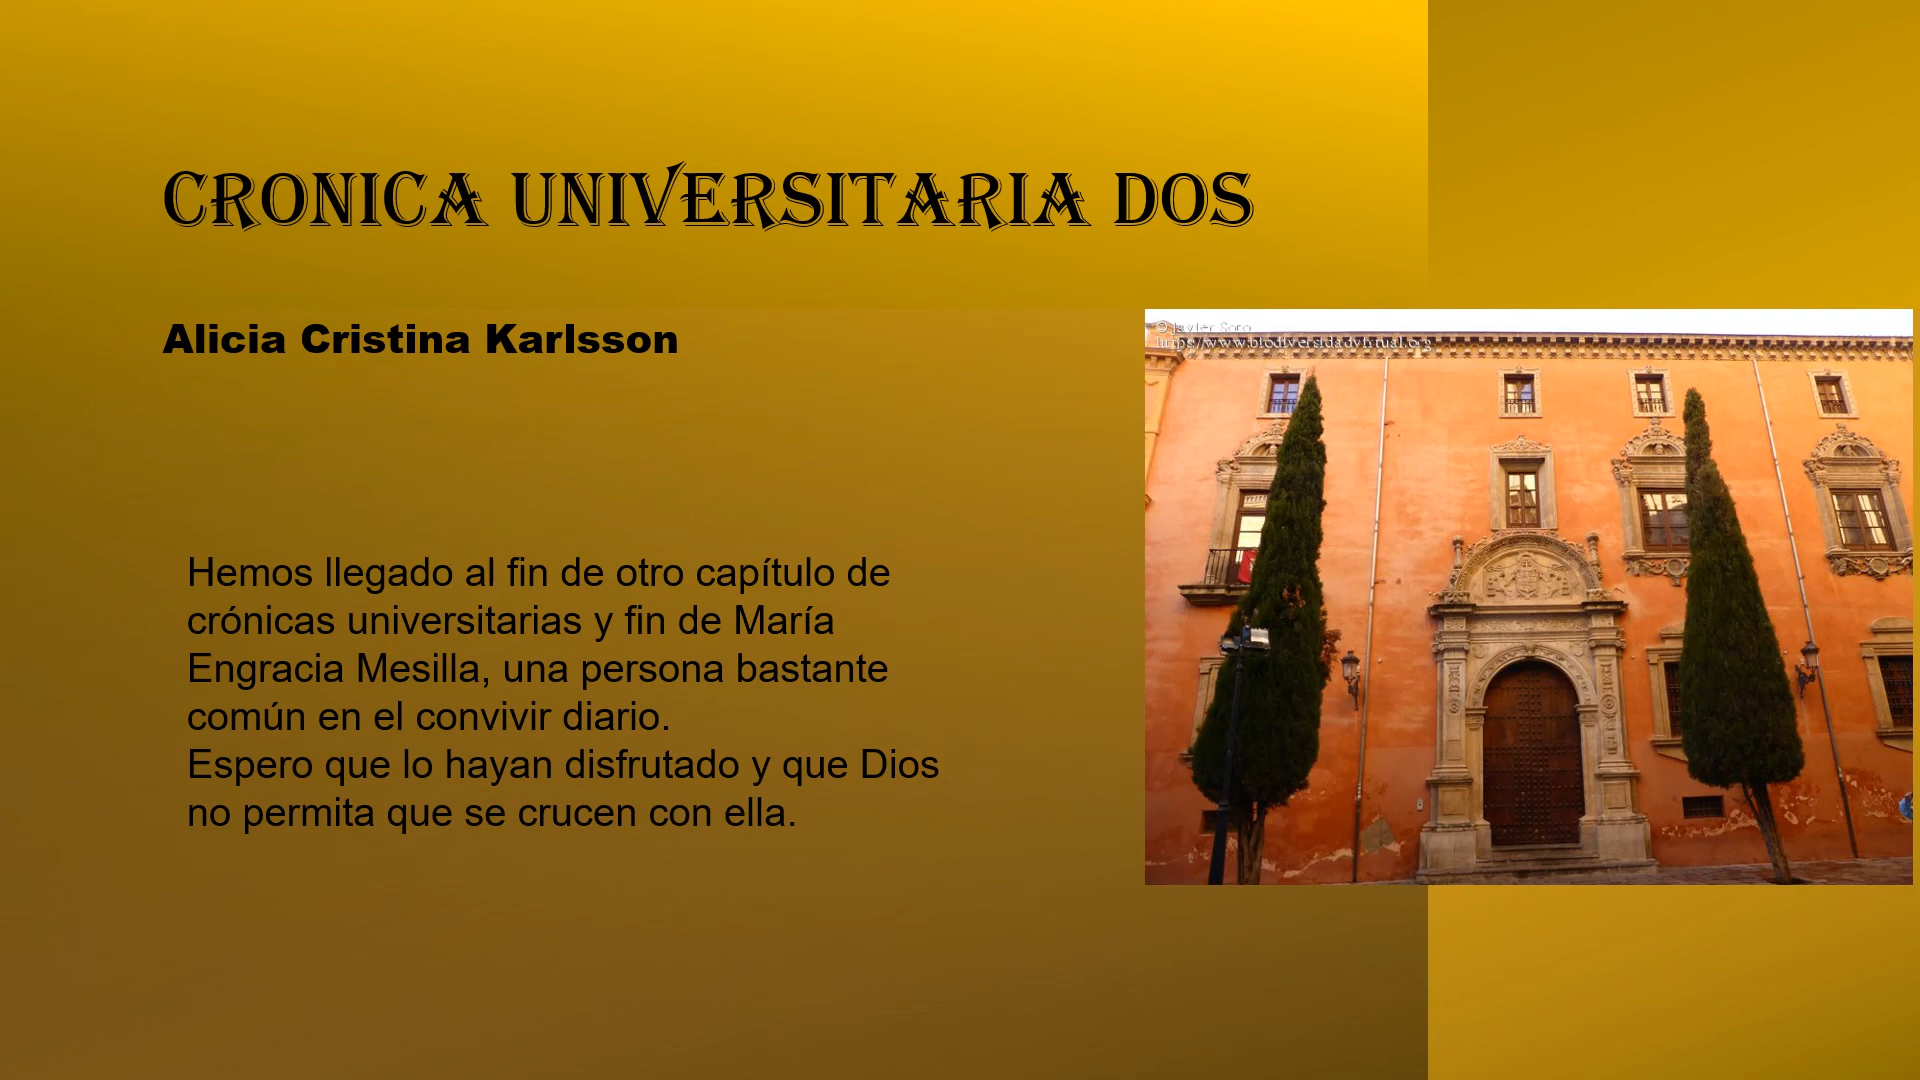 CRONICA UNIVERSITARIA DOS
Alicia Cristina Karlsson
© Javier Soto
https://www.biodiversidadvirtual.org
Hemos llegado al fin de otro capítulo de
crónicas universitarias y fin de María
Engracia Mesilla, una persona bastante
común en el convivir diario.
Espero que lo hayan disfrutado y que Dios
no permita que se crucen con ella.